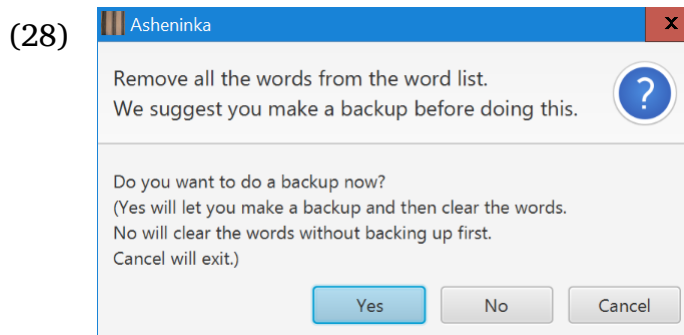 (28)
Asheninka
x
Remove all the words from the word list.
We suggest you make a backup before doing this.
?
Do you want to do a backup now?
(Yes will let you make a backup and then clear the words.
No will clear the words without backing up first.
Cancel will exit.)
Yes No Cancel